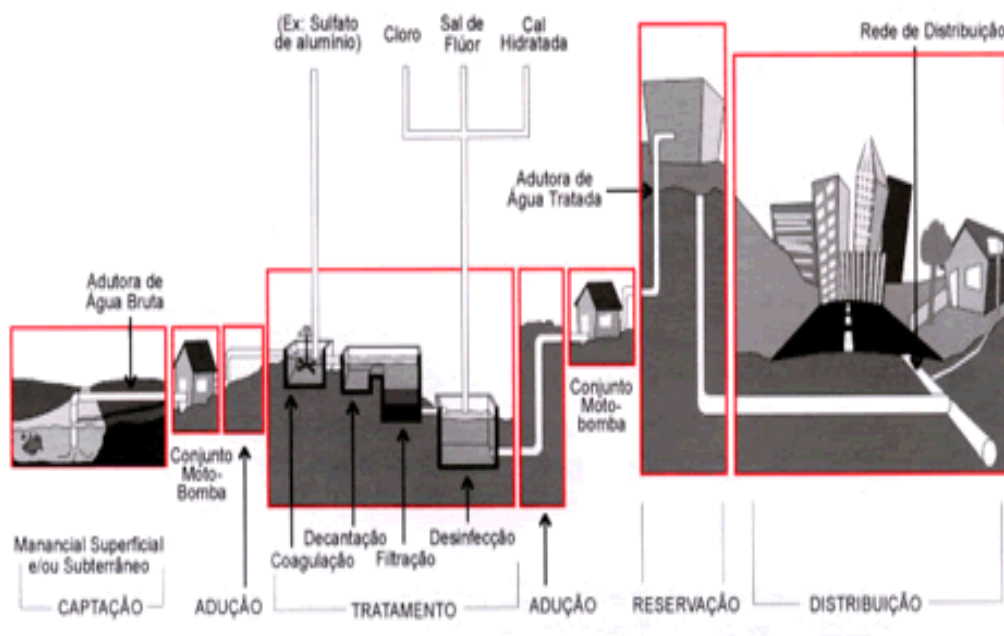 (Ex: Sulfato
de alumínio)
Cloro
Sal de
Flúor
Cal
Hidratada
Rede de Distribuição
Adutora de
Água Tratada
Adutora de
Água Bruta
Conjunto
Moto-
bomba
Conjunto
Moto-
Bomba
Coagulação
Decantação
Filtração
Desinfecção
Manancial Superficial
e/ou Subterrâneo
CAPTAÇÃO
ADUÇÃO
TRATAMENTO
ADUÇÃO
RESERVAÇÃO
DISTRIBUIÇÃO